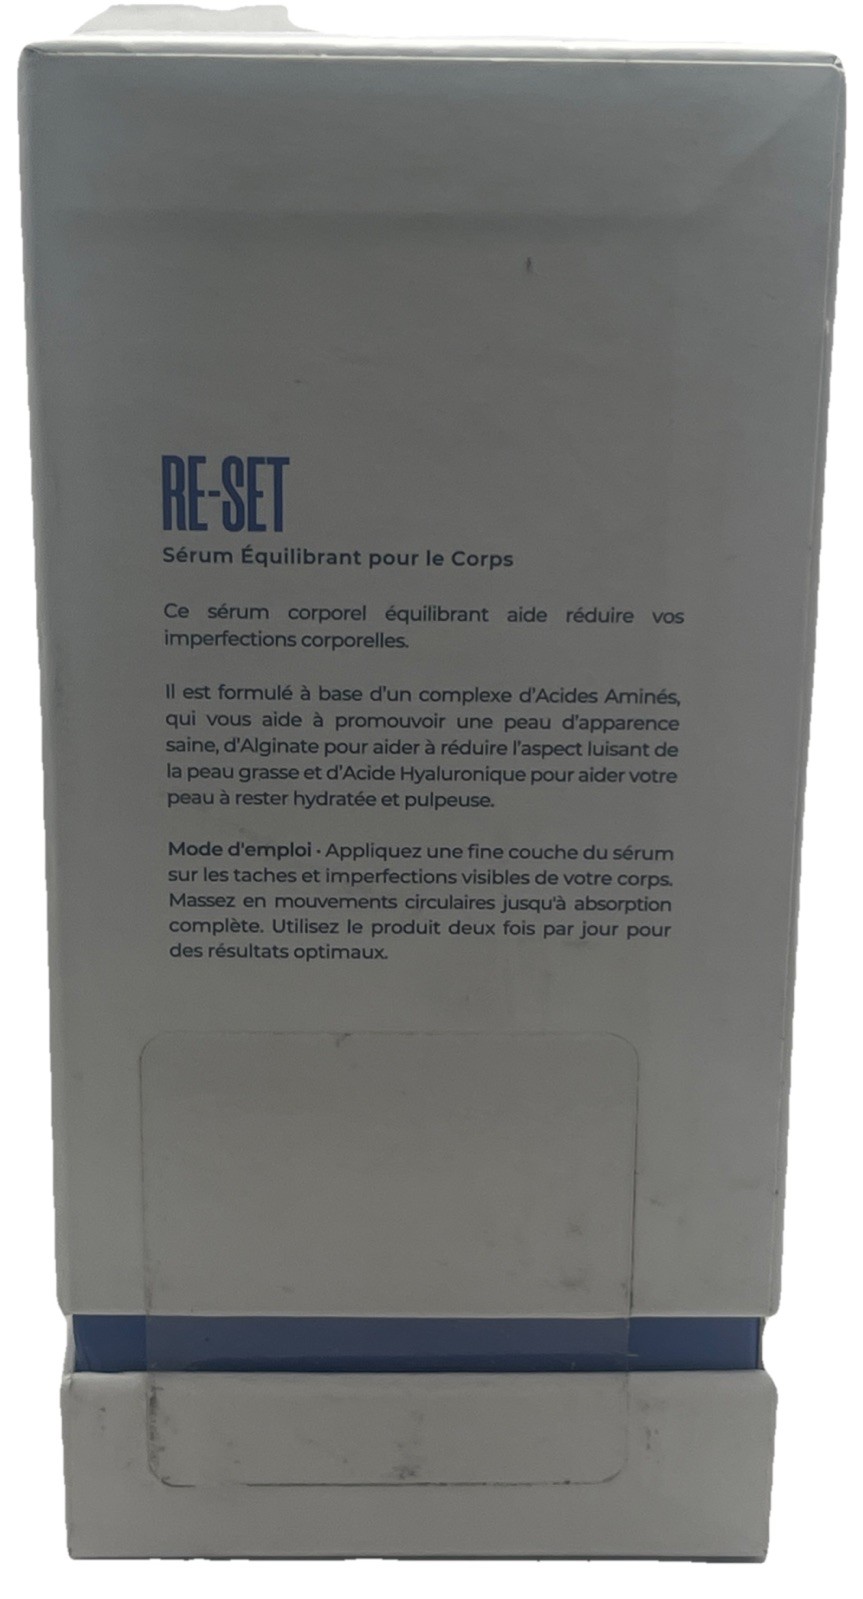 RE-SET
Sérum Équilibrant pour le Corps
Ce sérum corporel équilibrant aide réduire vos
imperfections corporelles.
Il est formulé à base d'un complexe d'Acides Aminés,
qui vous aide à promouvoir une peau d'apparence
saine, d'Alginate pour aider à réduire l'aspect luisant de
la peau grasse et d'Acide Hyaluronique pour aider votre
peau à rester hydratée et pulpeuse.
Mode d'emploi · Appliquez une fine couche du sérum
sur les taches et imperfections visibles de votre corps.
Massez en mouvements circulaires jusqu'à absorption
complète. Utilisez le produit deux fois par jour pour
des résultats optimaux.